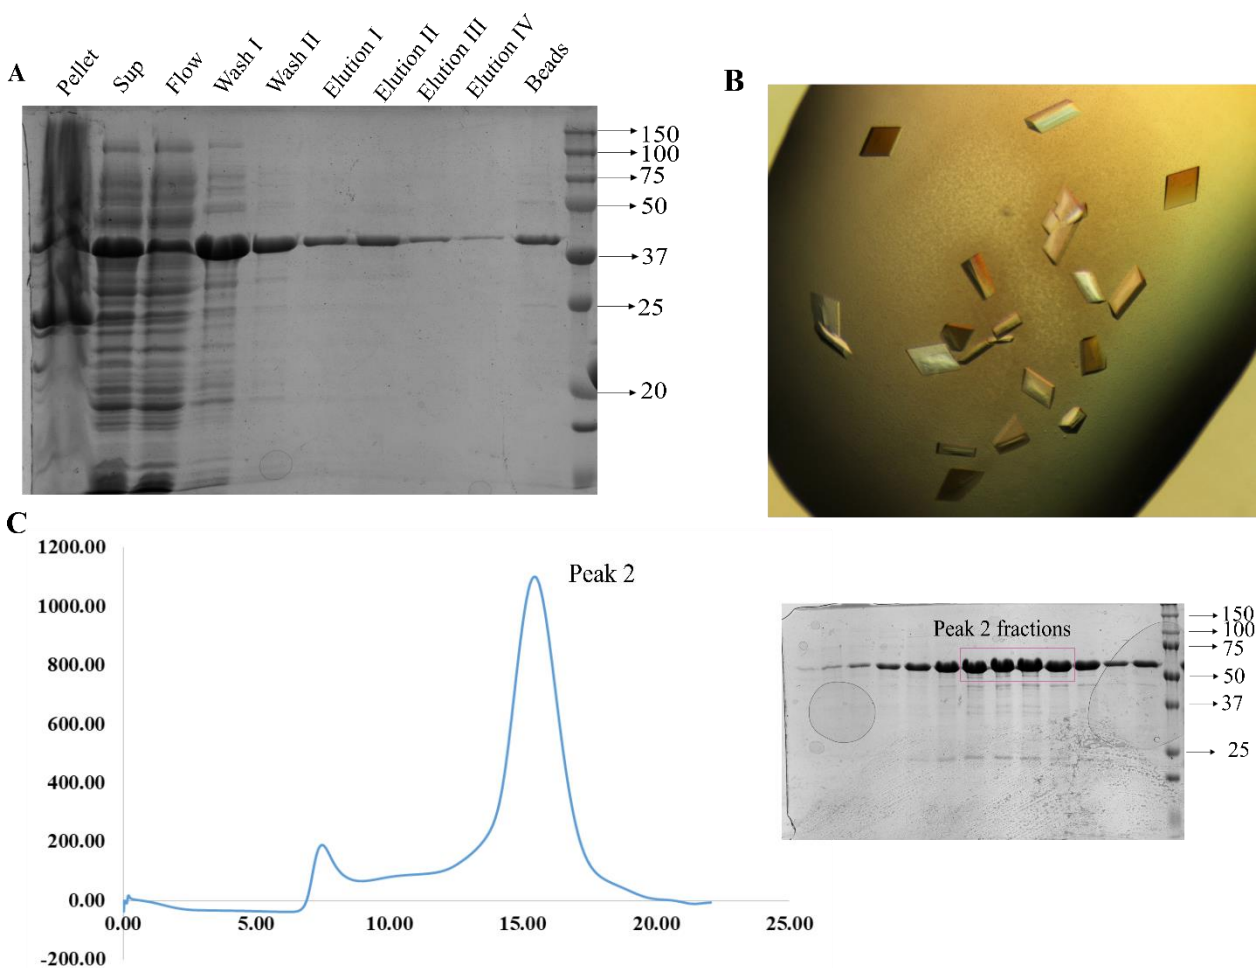 A
Pellet
Sup
Flow
Wash I
Wash II
Elution I
Elution II
Elution III
Elution IV
Beads
150
100
75
50
37
25
20
B
C
1200.00
1000.00
800.00
600.00
400.00
200.00
0.00
-200.00
0.00
5.00
10.00
15.00
20.00
25.00
Peak 2
Peak 2 fractions
150
100
75
50
37
25